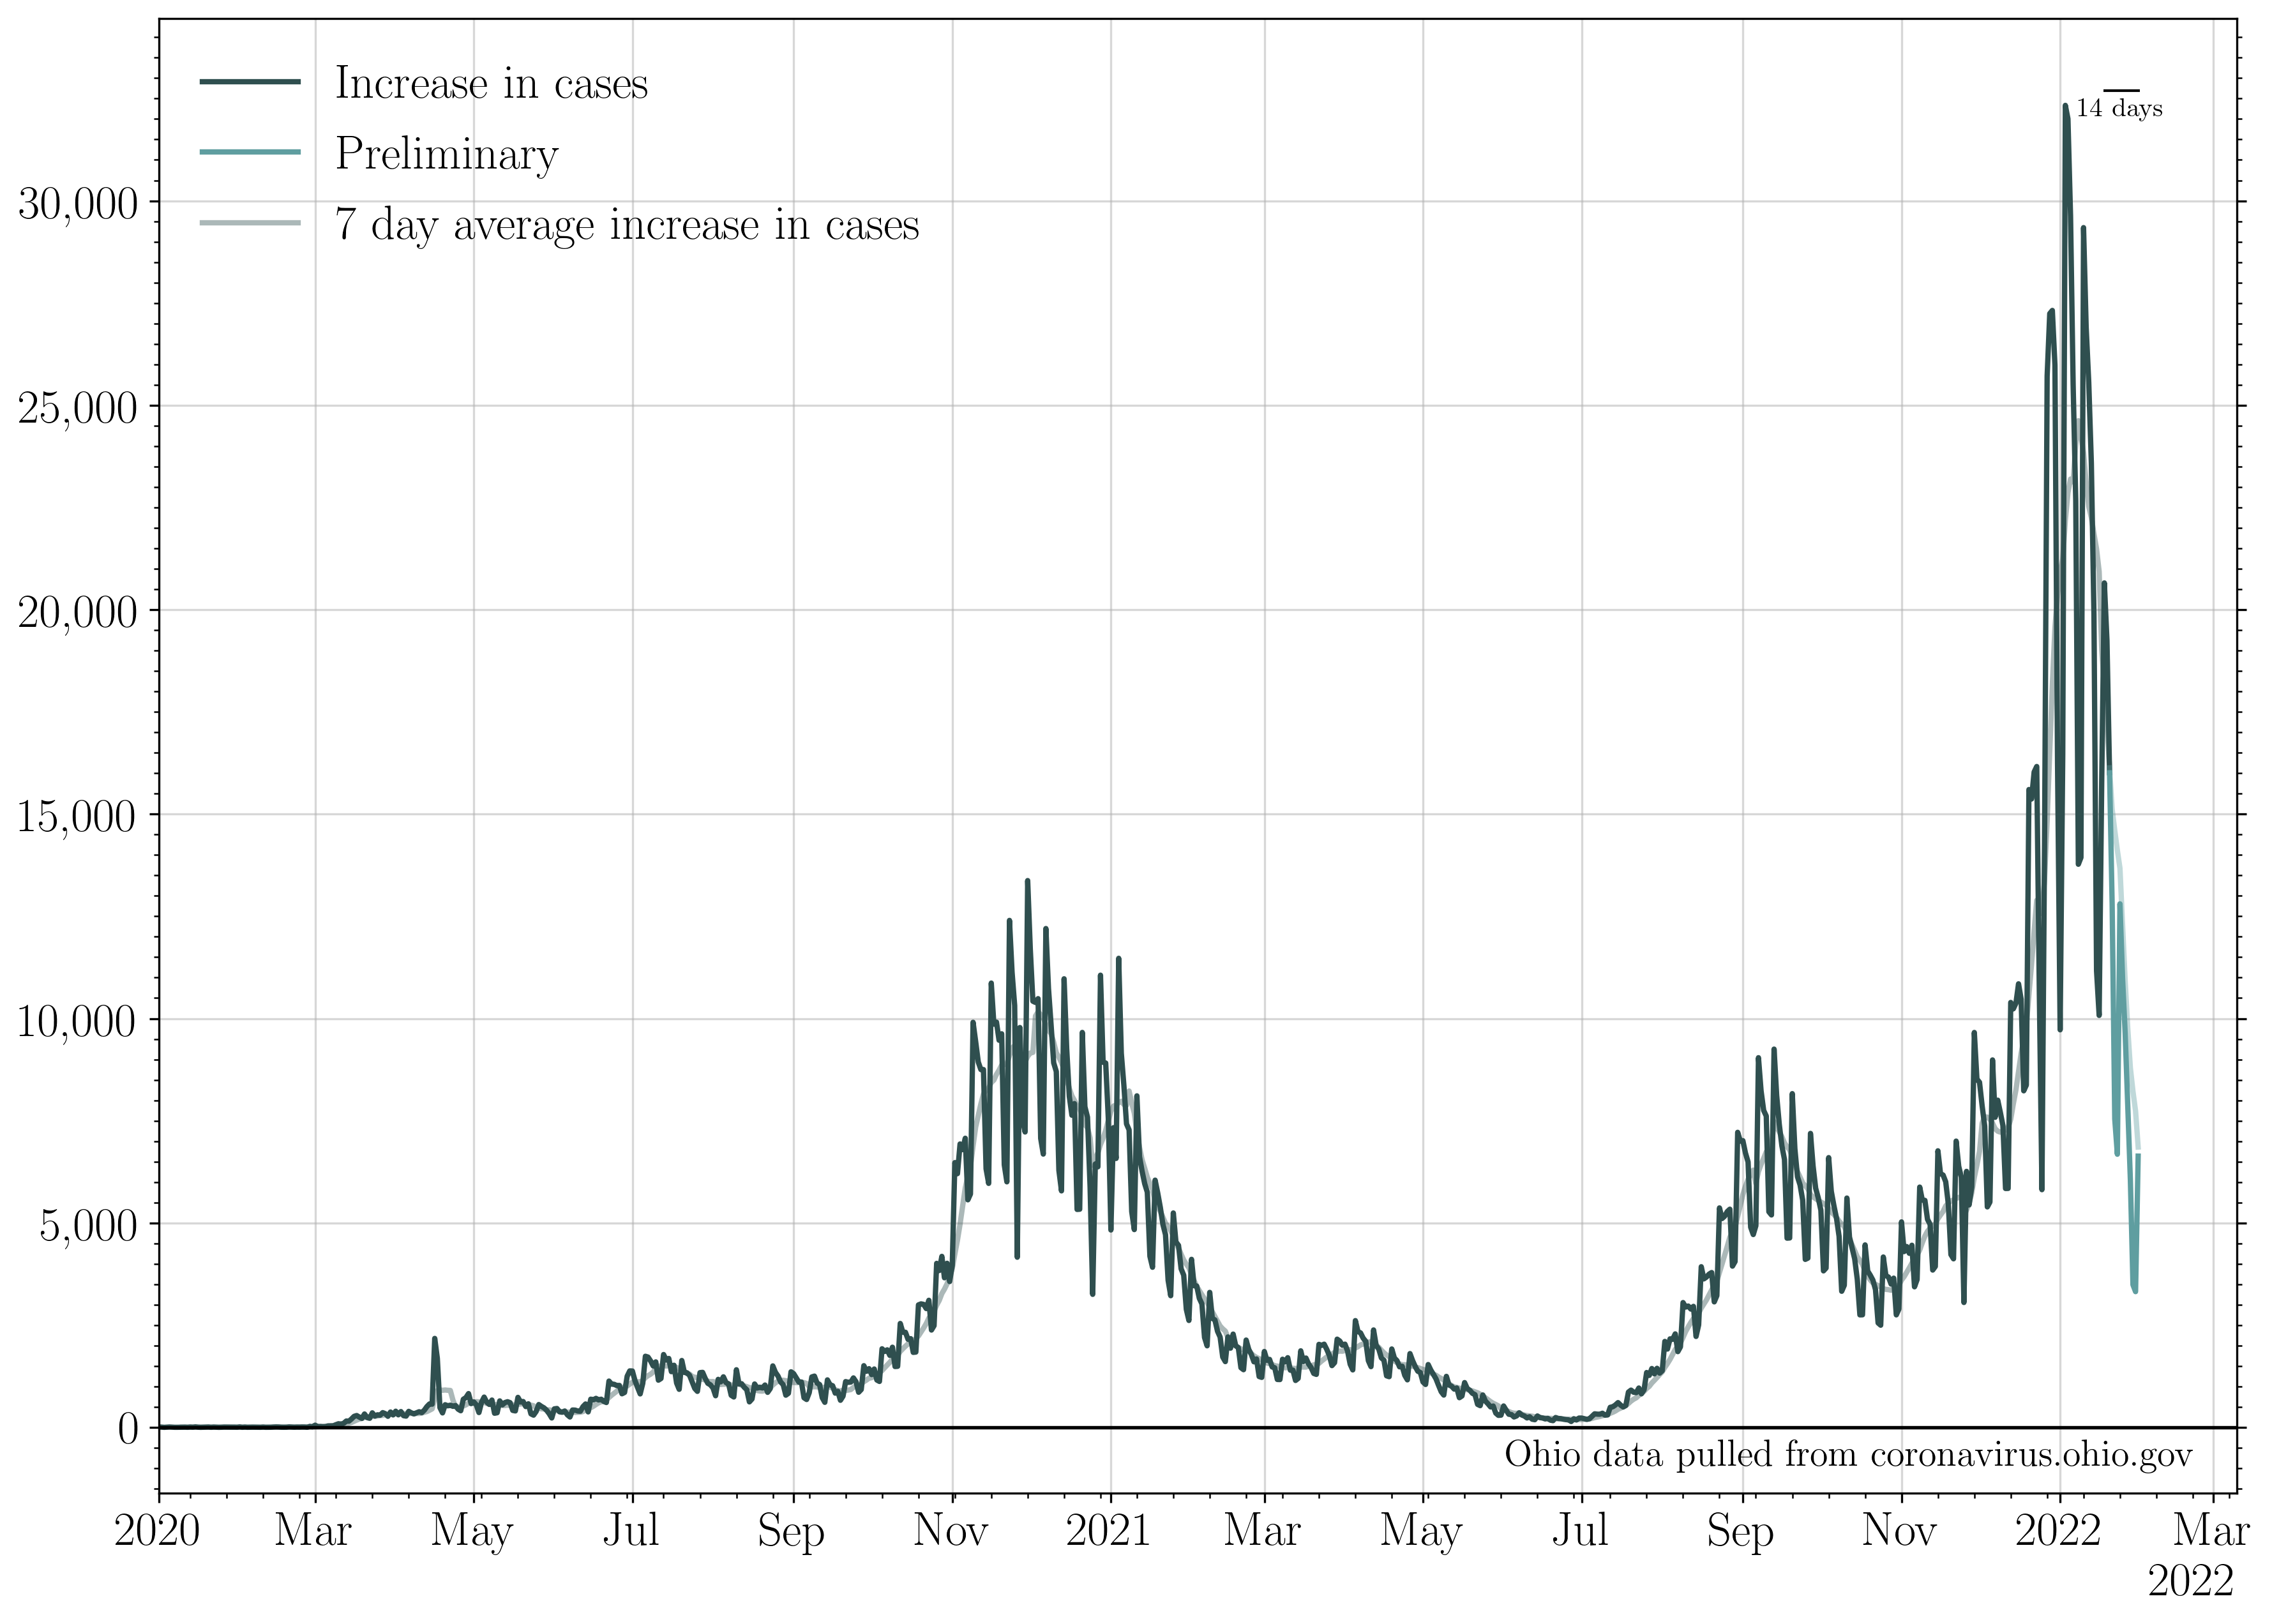 Increase in cases
Preliminary
7 day average increase in cases
14 days
30,000
25,000
20,000
15,000
10,000
5,000
0
Ohio data pulled from coronavirus.ohio.gov
2020 Mar May Jul Sep Nov 2021 Mar May Jul Sep Nov 2022 Mar
2022